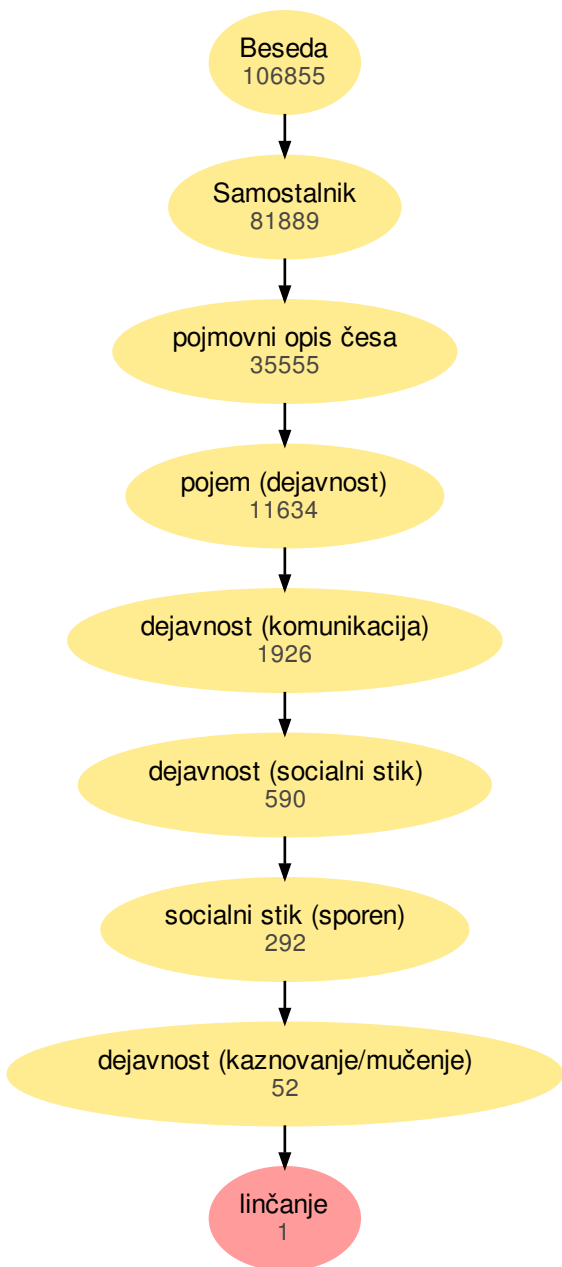 Beseda
106855
Samostalnik
81889
pojmovni opis česa
35555
pojem (dejavnost)
11634
dejavnost (komunikacija)
1926
dejavnost (socialni stik)
590
socialni stik (sporen)
292
dejavnost (kaznovanje/mučenje)
52
linčanje
1